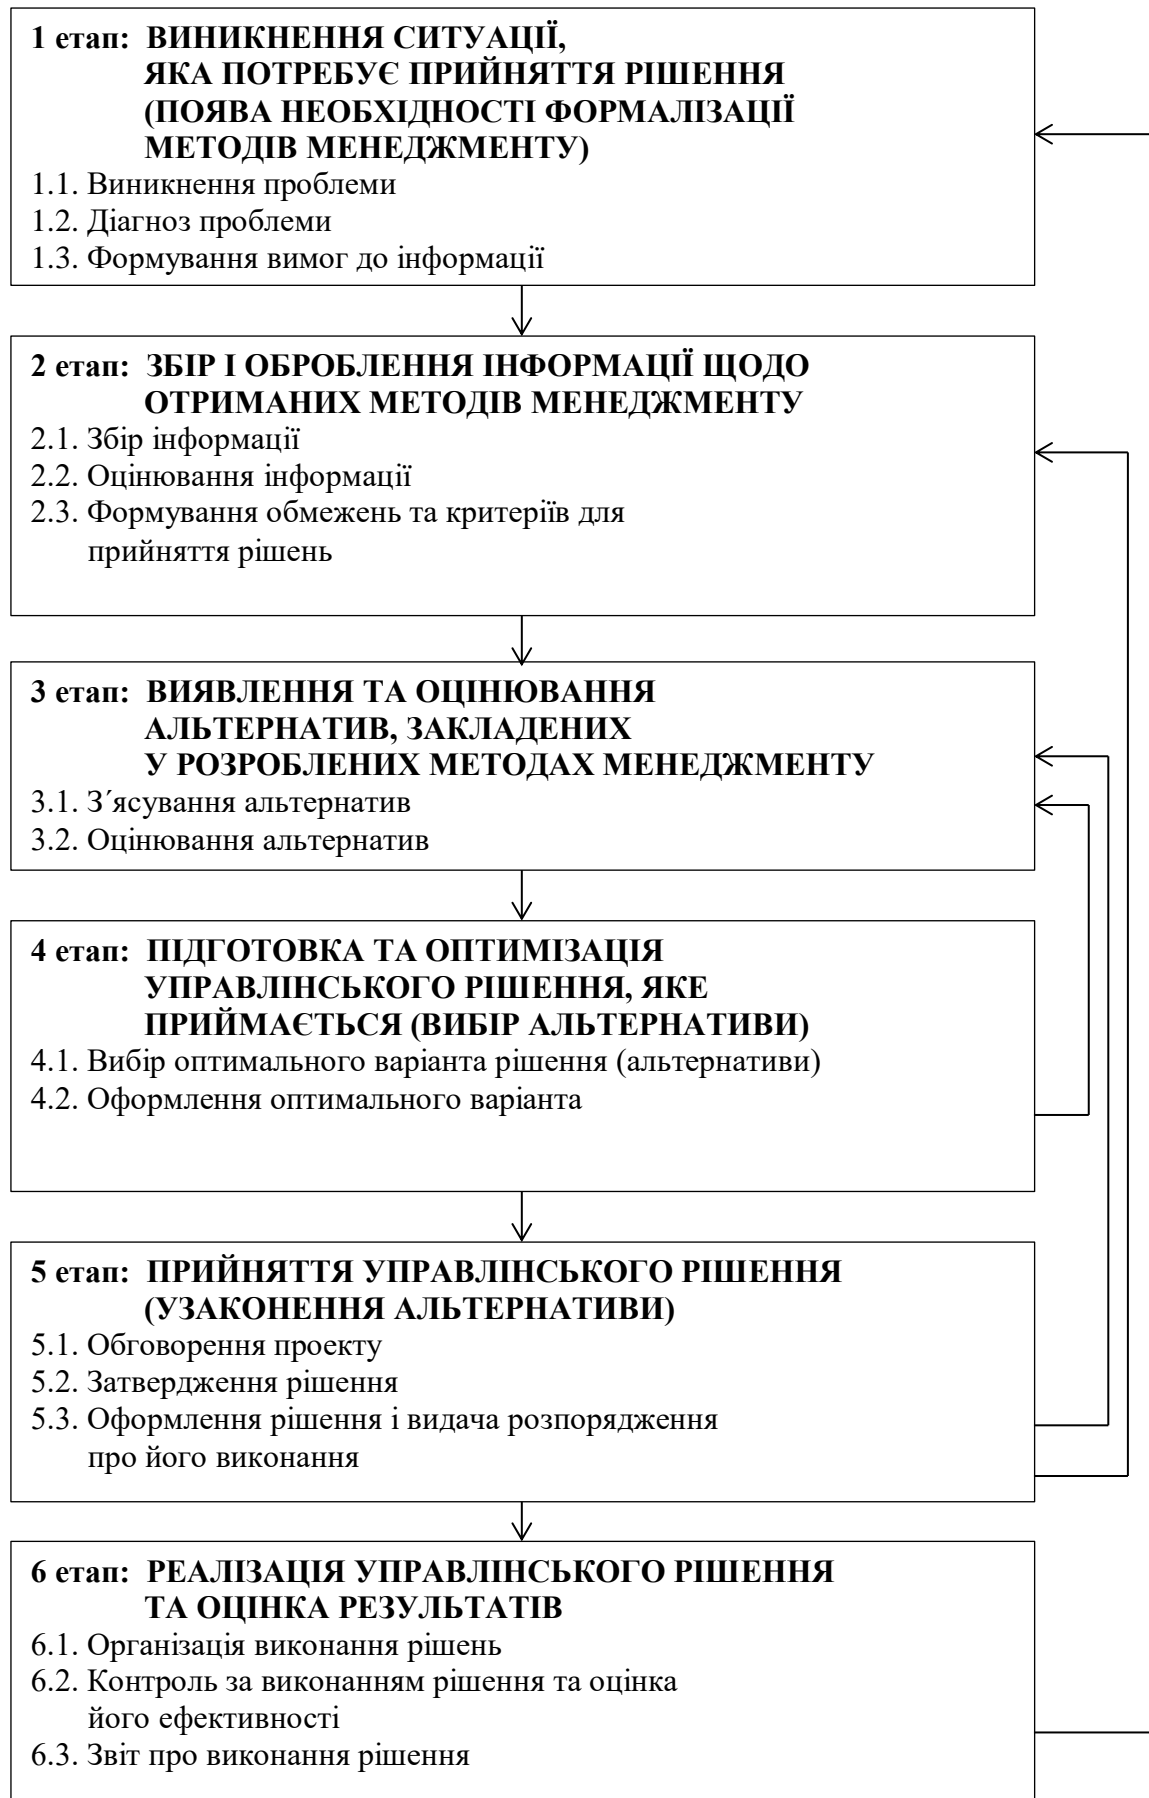 1 етап: ВИНИКНЕННЯ СИТУАЦІЇ,
ЯКА ПОТРЕБУЄ ПРИЙНЯТТЯ РІШЕННЯ
(ПОЯВА НЕОБХІДНОСТІ ФОРМАЛІЗАЦІЇ
МЕТОДІВ МЕНЕДЖМЕНТУ)
1.1. Виникнення проблеми
1.2. Діагноз проблеми
1.3. Формування вимог до інформації
2 етап: ЗБІР І ОБРОБЛЕННЯ ІНФОРМАЦІЇ ЩОДО
ОТРИМАНИХ МЕТОДІВ МЕНЕДЖМЕНТУ
2.1. Збір інформації
2.2. Оцінювання інформації
2.3. Формування обмежень та критеріїв для
прийняття рішень
3 етап: ВИЯВЛЕННЯ ТА ОЦІНЮВАННЯ
АЛЬТЕРНАТИВ, ЗАКЛАДЕНИХ
У РОЗРОБЛЕНИХ МЕТОДАХ МЕНЕДЖМЕНТУ
3.1. З´ясування альтернатив
3.2. Оцінювання альтернатив
4 етап: ПІДГОТОВКА ТА ОПТИМІЗАЦІЯ
УПРАВЛІНСЬКОГО РІШЕННЯ, ЯКЕ
ПРИЙМАЄТЬСЯ (ВИБІР АЛЬТЕРНАТИВИ)
4.1. Вибір оптимального варіанта рішення (альтернативи)
4.2. Оформлення оптимального варіанта
5 етап: ПРИЙНЯТТЯ УПРАВЛІНСЬКОГО РІШЕННЯ
(УЗАКОНЕННЯ АЛЬТЕРНАТИВИ)
5.1. Обговорення проекту
5.2. Затвердження рішення
5.3. Оформлення рішення і видача розпорядження
про його виконання
6 етап: РЕАЛІЗАЦІЯ УПРАВЛІНСЬКОГО РІШЕННЯ
ТА ОЦІНКА РЕЗУЛЬТАТІВ
6.1. Організація виконання рішень
6.2. Контроль за виконанням рішення та оцінка
його ефективності
6.3. Звіт про виконання рішення